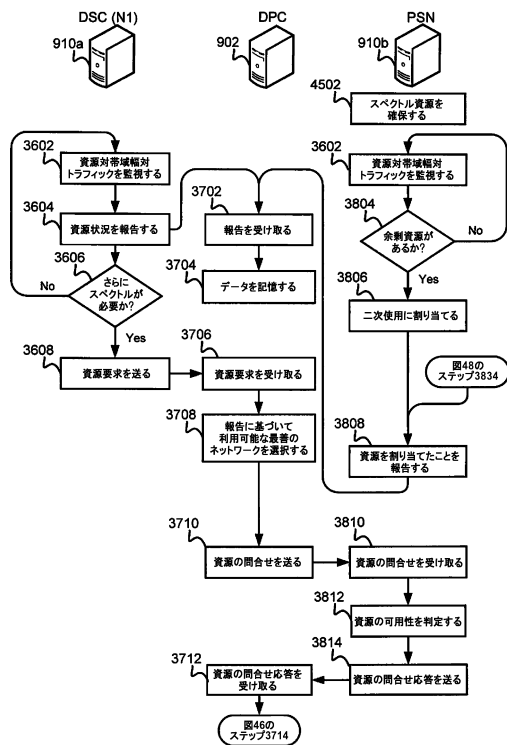 DSC (N1)
DPC
PSN
910a
902
910b
4502
スペクトル資源を
確保する
3602
資源対帯域幅対
トラフィックを監視する
3602
資源対帯域幅対
トラフィックを監視する
3604
資源状況を報告する
3702
報告を受け取る
3804
余剰資源が
あるか?
No
Yes
3606
さらに
スペクトルが
必要か?
No
Yes
3704
データを記憶する
3806
二次使用に割り当てる
3608
資源要求を送る
3706
資源要求を受け取る
図48の
ステップ3834
3708
報告に基づいて
利用可能な最善の
ネットワークを選択する
3808
資源を割り当てたことを
報告する
3710
資源の問合せを送る
3810
資源の問合せを受け取る
3812
資源の可用性を判定する
3712
資源の問合せ応答を
受け取る
3814
資源の問合せ応答を送る
図46の
ステップ3714